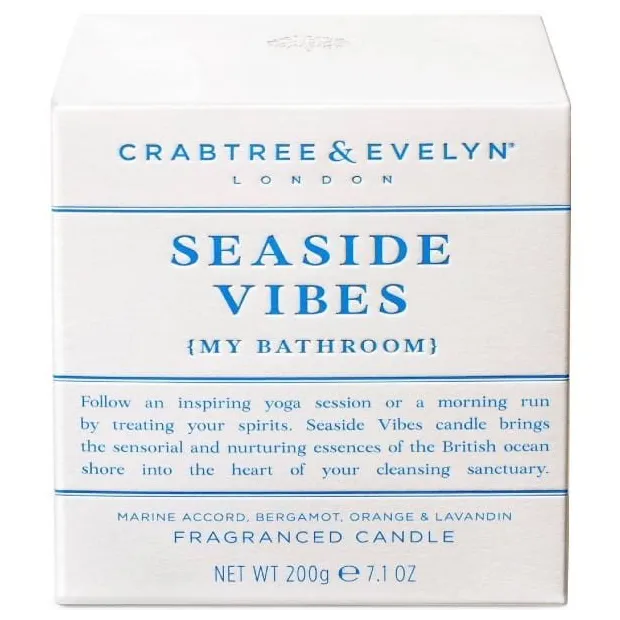 CRABTREE & EVELYN®
LONDON
SEASIDE
VIBES
{MY BATHROOM}
Follow an inspiring yoga session or a morning run
by treating your spirits. Seaside Vibes candle brings
the sensorial and nurturing essences of the British ocean
shore into the heart of your cleansing sanctuary.
MARINE ACCORD, BERGAMOT, ORANGE & LAVANDIN
FRAGRANCED CANDLE
NET WT 200g ℮ 7.1 OZ